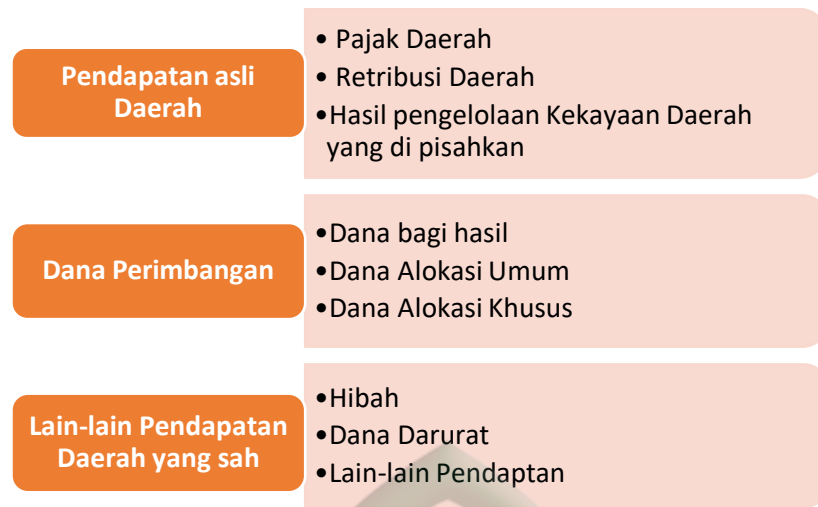 Pendapatan asli
Daerah
• Pajak Daerah
• Retribusi Daerah
•Hasil pengelolaan Kekayaan Daerah
yang di pisahkan
Dana Perimbangan
•Dana bagi hasil
•Dana Alokasi Umum
•Dana Alokasi Khusus
Lain-lain Pendapatan
Daerah yang sah
•Hibah
•Dana Darurat
•Lain-lain Pendaptan